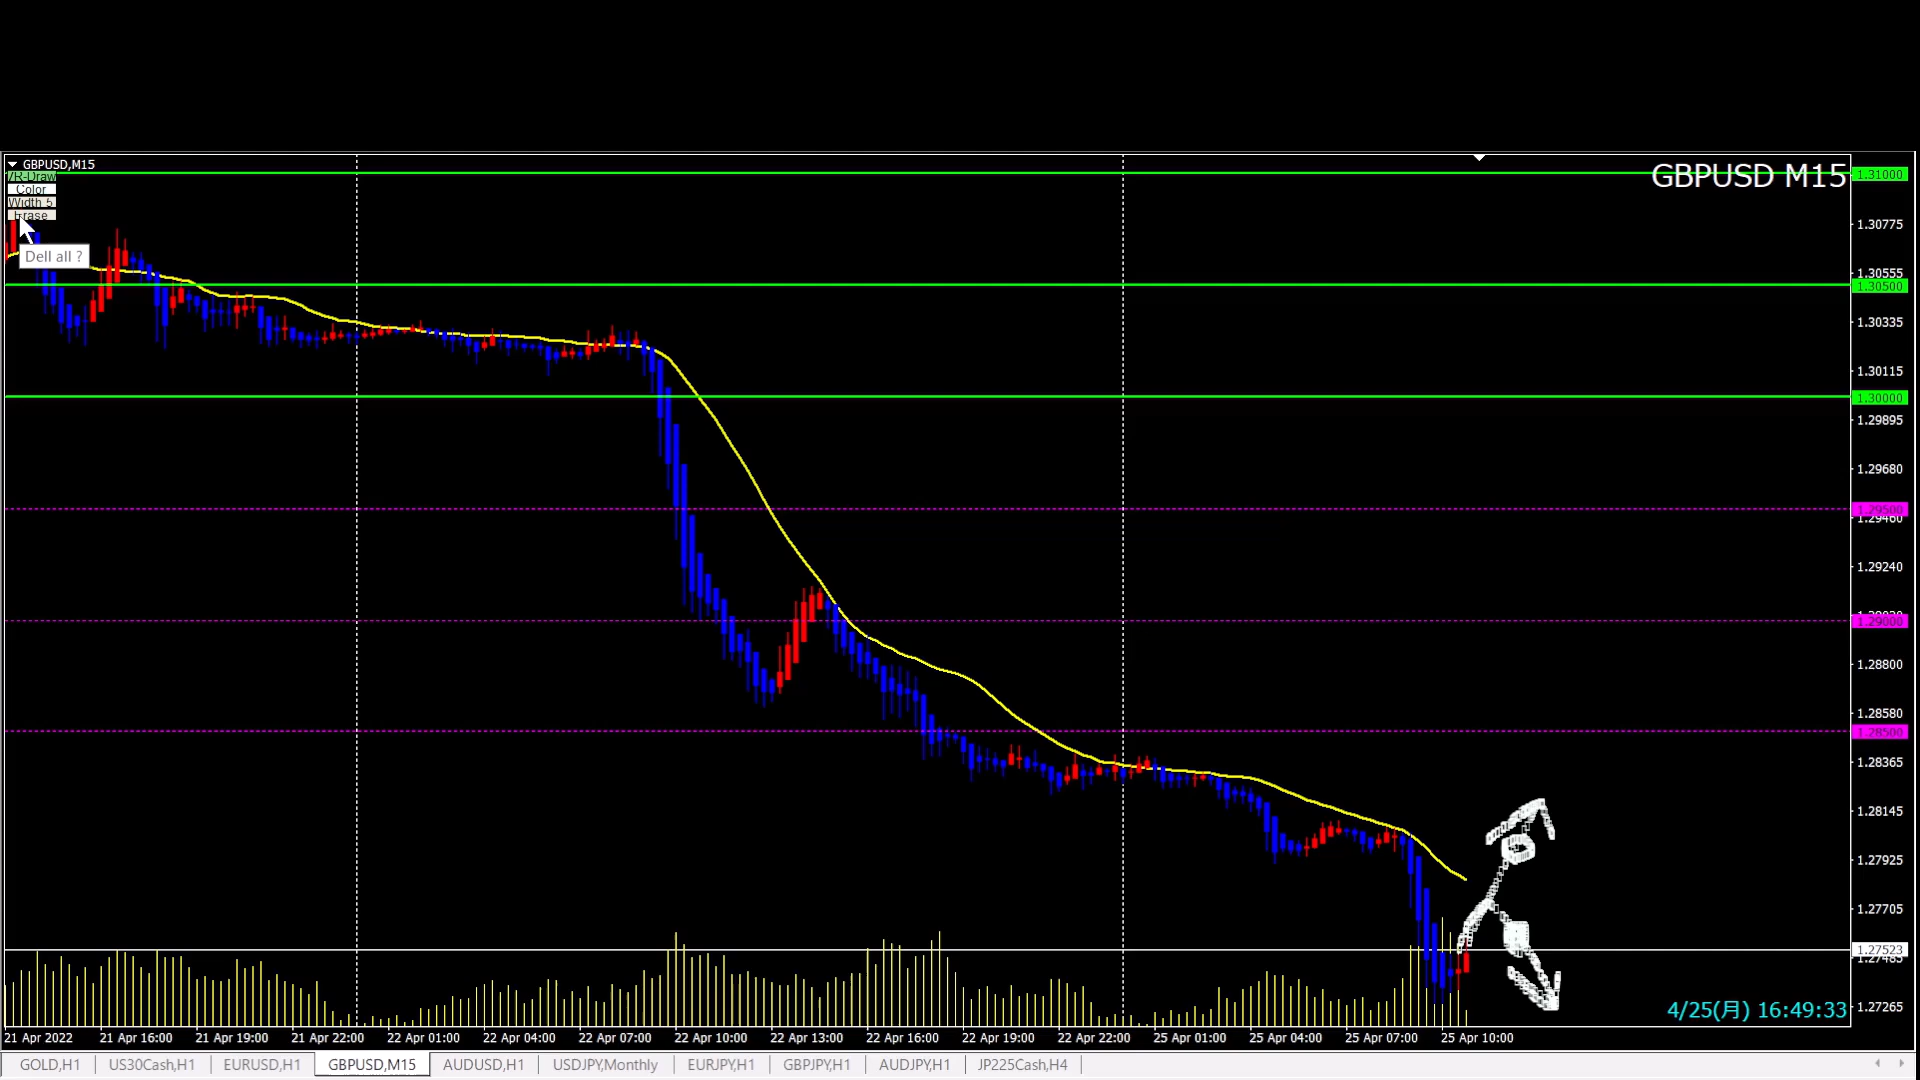 GBPUSD,M15
GBPUSD M15
1.31000
Color
Width 5
Erase
Dell all ?
1.30775
1.30555
1.30500
1.30335
1.30115
1.30000
1.29895
1.29680
1.29500
1.29460
1.29240
1.29000
1.28800
1.28580
1.28500
1.28365
1.28145
1.27925
1.27705
1.27523
1.27265
4/25(月) 16:49:33
21 Apr 2022 21 Apr 16:00 21 Apr 19:00 21 Apr 22:00 22 Apr 01:00 22 Apr 04:00 22 Apr 07:00 22 Apr 10:00 22 Apr 13:00 22 Apr 16:00 22 Apr 19:00 22 Apr 22:00 25 Apr 01:00 25 Apr 04:00 25 Apr 07:00 25 Apr 10:00
GOLD,H1 US30Cash,H1 EURUSD,H1 GBPUSD,M15 AUDUSD,H1 USDJPY,Monthly EURJPY,H1 GBPJPY,H1 AUDJPY,H1 JP225Cash,H4